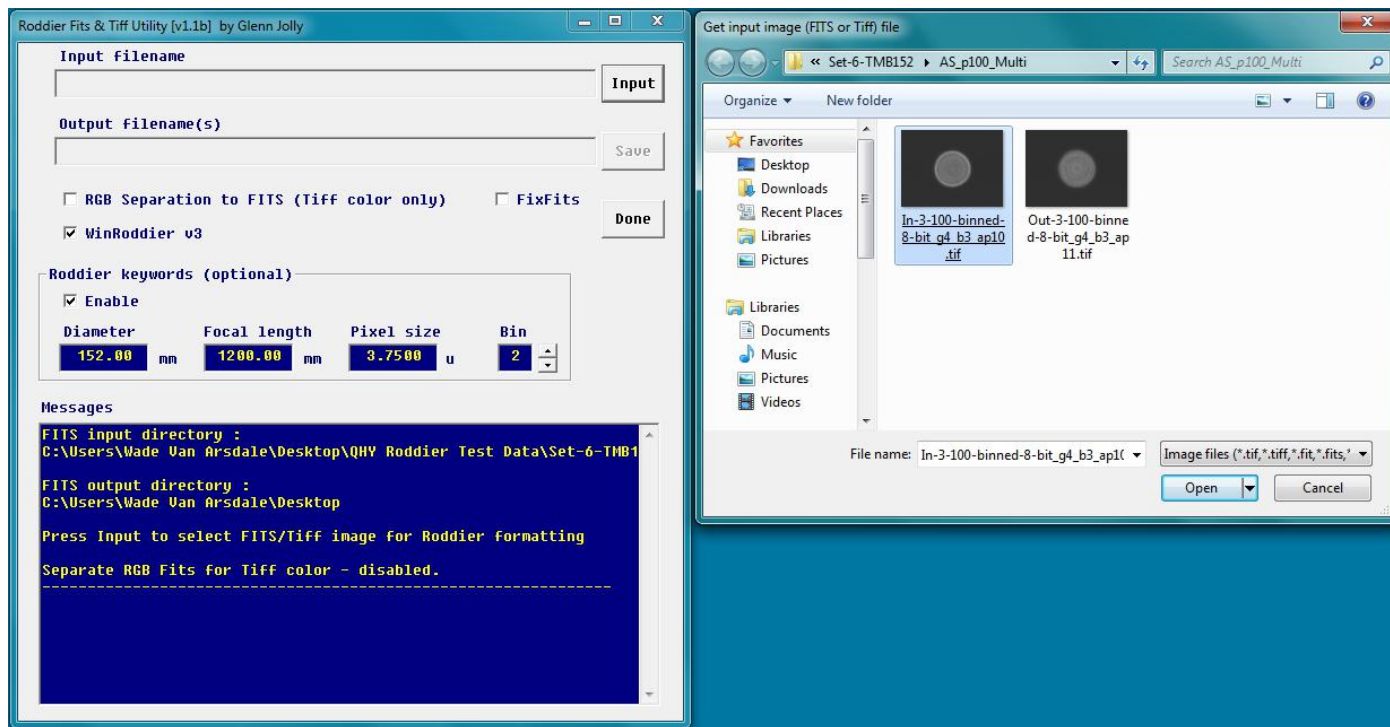 Roddier Fits & Tiff Utility [v1.1b] by Glenn Jolly
Input filename
Input
Output filename(s)
Save
RGB Separation to FITS (Tiff color only)
FixFits
Done
WinRoddier v3
Roddier keywords (optional)
Enable
Diameter Focal length Pixel size Bin
152.00 mm 1200.00 mm 3.7500 u 2
Messages
FITS input directory :
C:\Users\Wade Van Arsdale\Desktop\QHY Roddier Test Data\Set-6-TMB1
FITS output directory :
C:\Users\Wade Van Arsdale\Desktop
Press Input to select FITS/Tiff image for Roddier formatting
Separate RGB Fits for Tiff color - disabled.
Get input image (FITS or Tiff) file
« Set-6-TMB152 AS_p100_Multi
Search AS_p100_Multi
Organize New folder
Favorites
Desktop
Downloads
Recent Places
Libraries
Pictures
Libraries
Documents
Music
Pictures
Videos
In-3-100-binned-
8-bit_g4_b3_ap10
.tif
Out-3-100-binne
d-8-bit_g4_b3_ap
11.tif
File name: In-3-100-binned-8-bit_g4_b3_ap1(
Image files (*.tif,*.tiff,*.fit,*.fits,*
Open
Cancel